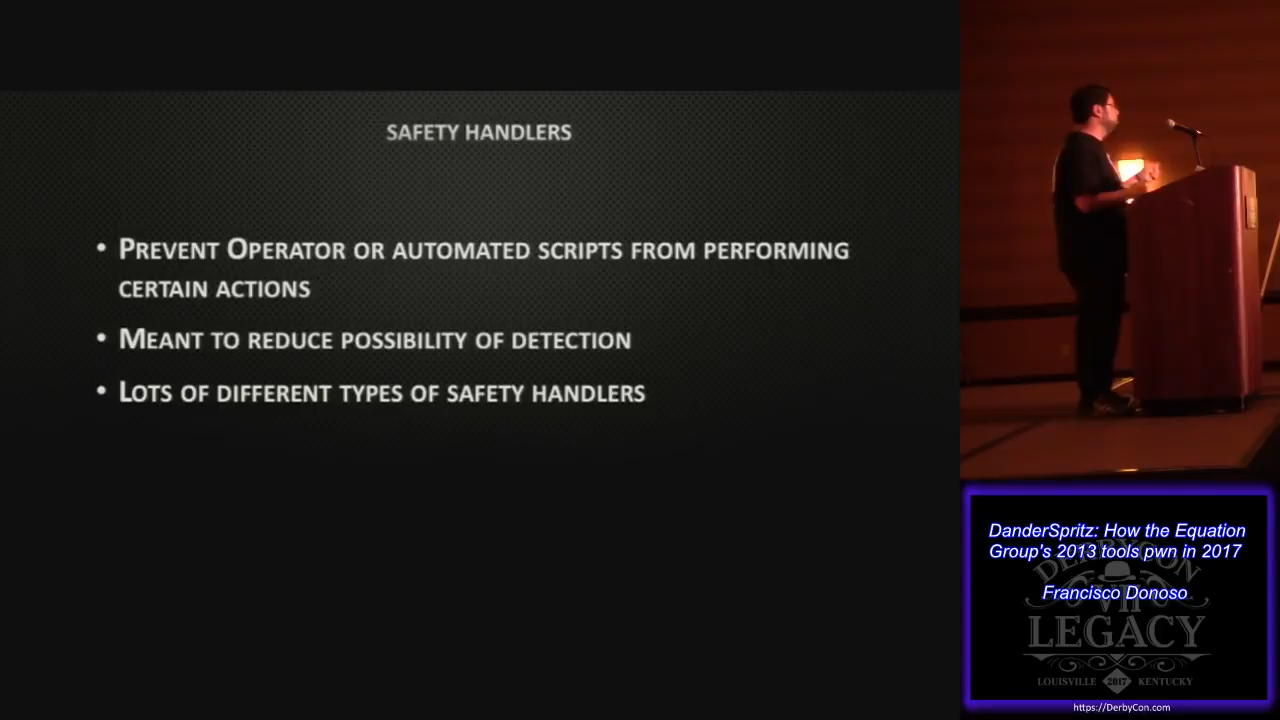 SAFETY HANDLERS
• PREVENT OPERATOR OR AUTOMATED SCRIPTS FROM PERFORMING
CERTAIN ACTIONS
• MEANT TO REDUCE POSSIBILITY OF DETECTION
• LOTS OF DIFFERENT TYPES OF SAFETY HANDLERS
DanderSpritz: How the Equation
Group's 2013 tools pwn in 2017
Francisco Donoso
DERBYCON
VII
LEGACY
LOUISVILLE 2017 KENTUCKY
https://DerbyCon.com